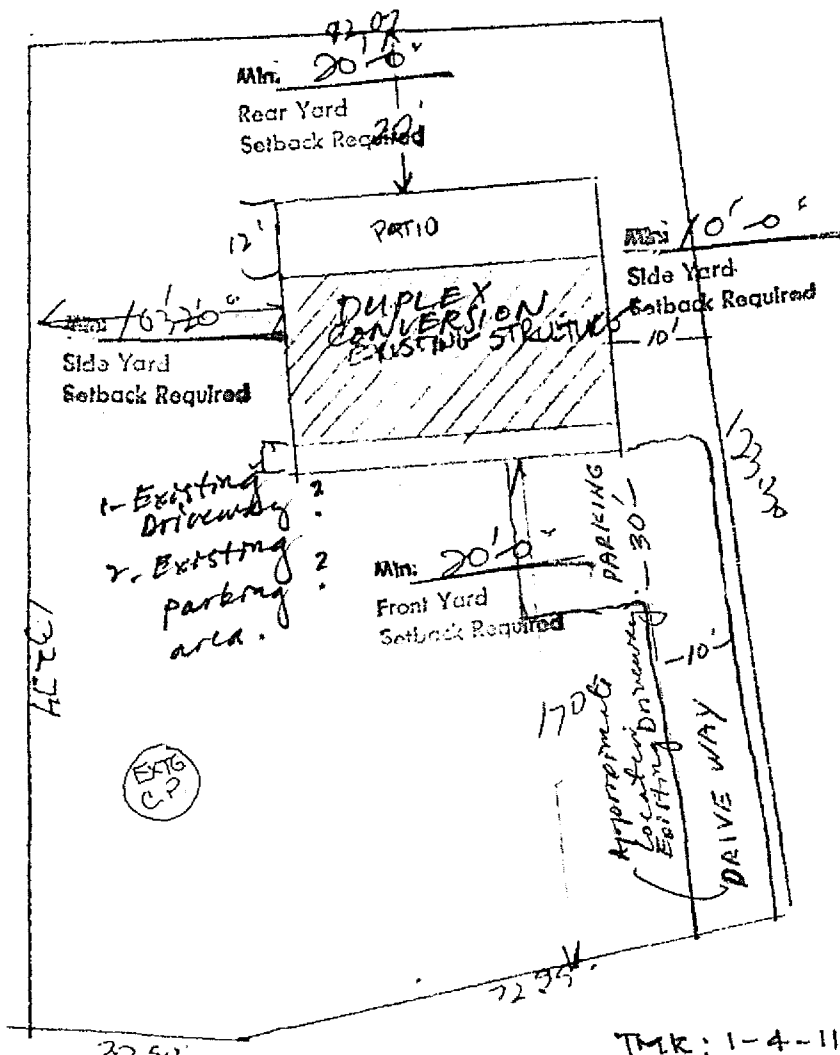 Min. 20'-0"
Rear Yard
Setback Required
20'
12'
PATIO
Min. 10'-0"
Side Yard
Setback Required
10'
DUPLEX
CONVERSION
EXISTING STRUCTURE
Min.
Side Yard
Setback Required
1- Existing
Driveway ?
2. Existing ?
parking
area.
Min. 20'-0"
Front Yard
Setback Required
PARKING
30'
10'
170'
Approximate
Location
Existing Driveway
DRIVE WAY
EXTG
C.P.
TMK: 1-4-11